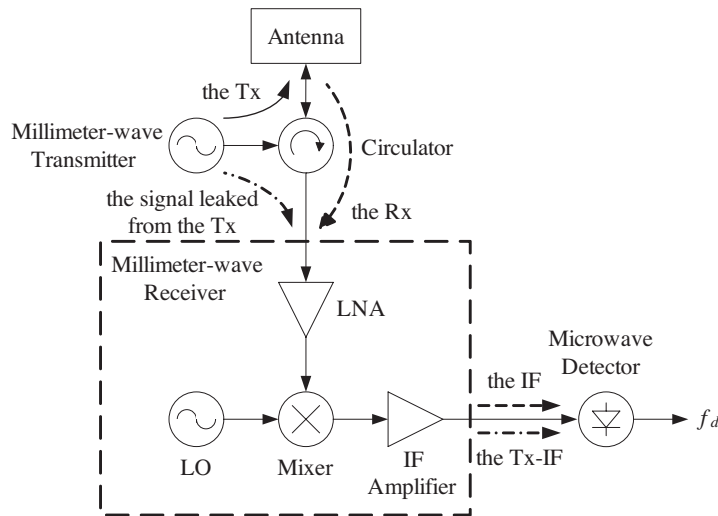 Antenna
the Tx
Millimeter-wave
Transmitter
Circulator
the signal leaked
from the Tx
the Rx
Millimeter-wave
Receiver
LNA
Microwave
Detector
the IF
f_d
LO
Mixer
IF
Amplifier
the Tx-IF